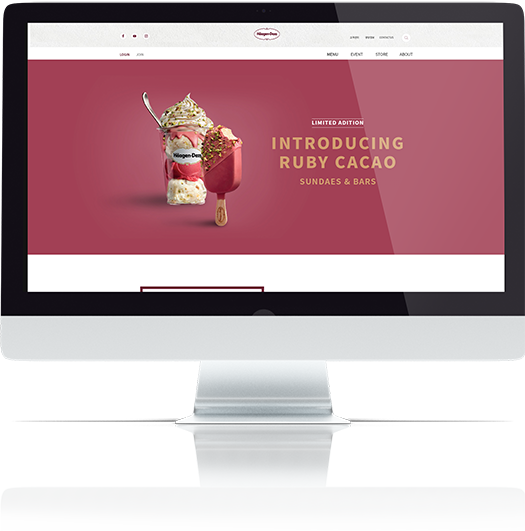 Häagen-Dazs
LOGIN JOIN
MENU EVENT STORE ABOUT
LIMITED ADITION
INTRODUCING
RUBY CACAO
SUNDAES & BARS
Häagen-Dazs